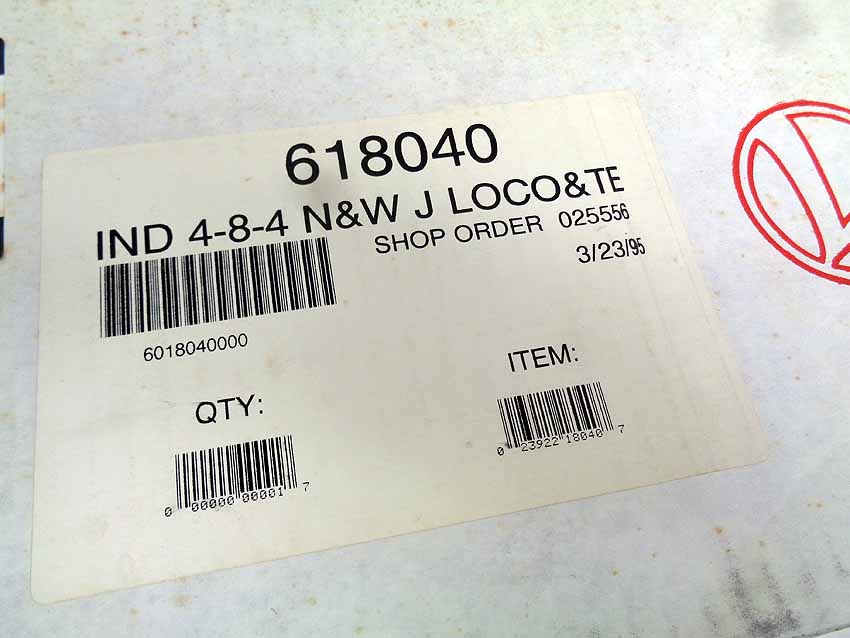 618040
IND 4-8-4 N&W J LOCO&TE
SHOP ORDER 025556
3/23/95
6018040000
QTY:
ITEM:
0 23922 18040 7
0 00000 00001 7